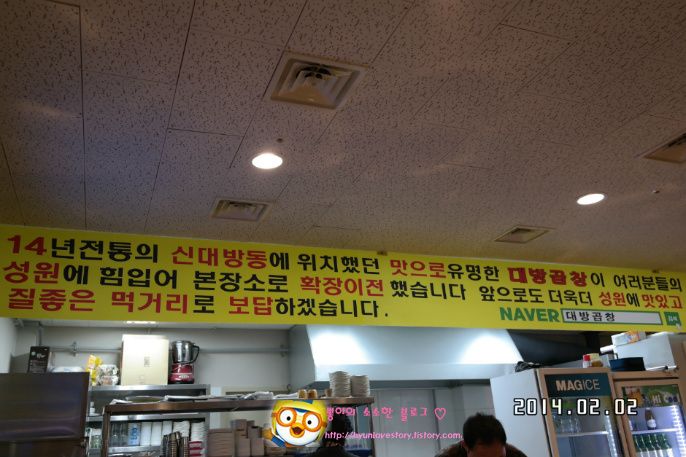 14년전통의 신대방동에 위치했던 맛으로유명한 대방곱창이 여러분들의
성원에 힘입어 본장소로 확장이전 했습니다 앞으로도 더욱더 성원에 맛있고
질좋은 먹거리로 보답하겠습니다.
NAVER 대방곱창 검색
MAGICE
2014.02.02
뽕아의 소소한 블로그 ♡
http://hyunlovestory.tistory.com